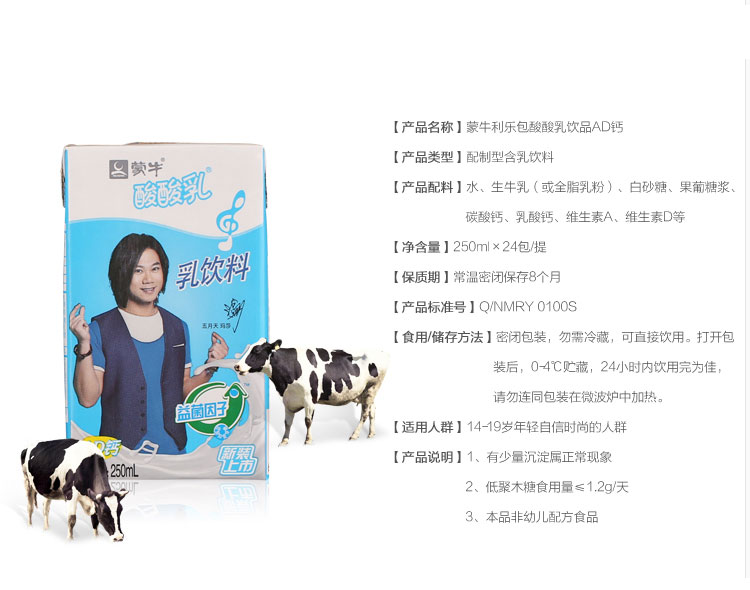 蒙牛
酸酸乳
乳饮料
五月天 玛莎
益菌因子
250mL
新装
上市
【产品名称】蒙牛利乐包酸酸乳饮品AD钙
【产品类型】配制型含乳饮料
【产品配料】水、生牛乳（或全脂乳粉）、白砂糖、果葡糖浆、
碳酸钙、乳酸钙、维生素A、维生素D等
【净含量】250ml×24包/提
【保质期】常温密闭保存8个月
【产品标准号】Q/NMRY 0100S
【食用/储存方法】密闭包装，勿需冷藏，可直接饮用。打开包
装后，0-4℃贮藏，24小时内饮用完为佳，
请勿连同包装在微波炉中加热。
【适用人群】14-19岁年轻自信时尚的人群
【产品说明】1、有少量沉淀属正常现象
2、低聚木糖食用量≤1.2g/天
3、本品非幼儿配方食品